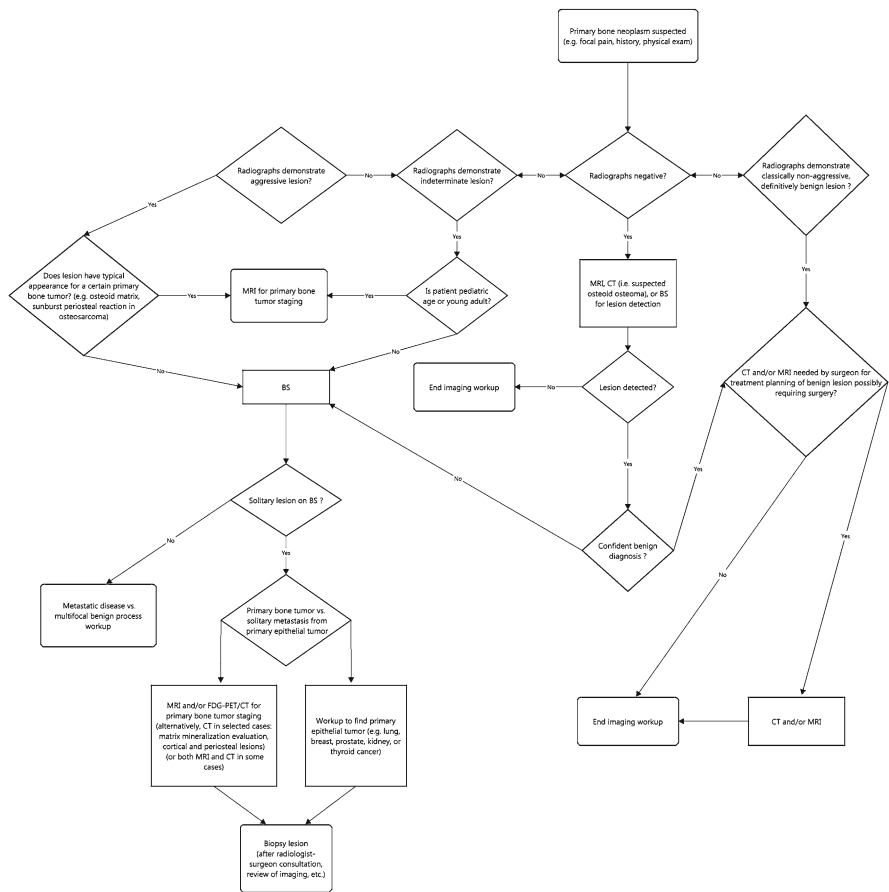 Primary bone neoplasm suspected
(e.g. focal pain, history, physical exam)
Radiographs demonstrate
aggressive lesion?
No
Radiographs demonstrate
indeterminate lesion?
No
Radiographs negative?
No
Radiographs demonstrate
classically non-aggressive,
definitively benign lesion ?
Yes
Yes
Yes
Yes
Does lesion have typical
appearance for a certain primary
bone tumor? (e.g. osteoid matrix,
sunburst periosteal reaction in
osteosarcoma)
Yes
MRI for primary bone
tumor staging
Yes
Is patient pediatric
age or young adult?
MRI, CT (i.e. suspected
osteoid osteoma), or BS
for lesion detection
No
No
BS
End imaging workup
No
Lesion detected?
CT and/or MRI needed by surgeon for
treatment planning of benign lesion possibly
requiring surgery?
Yes
No
Yes
Solitary lesion on BS ?
No
Yes
Confident benign
diagnosis ?
No
Yes
Metastatic disease vs.
multifocal benign process
workup
Primary bone tumor vs.
solitary metastasis from
primary epithelial tumor
MRI and/or FDG-PET/CT for
primary bone tumor staging
(alternatively, CT in selected cases:
matrix mineralization evaluation,
cortical and periosteal lesions)
(or both MRI and CT in some
cases)
Workup to find primary
epithelial tumor (e.g. lung,
breast, prostate, kidney, or
thyroid cancer)
End imaging workup
CT and/or MRI
Biopsy lesion
(after radiologist-
surgeon consultation,
review of imaging, etc.)